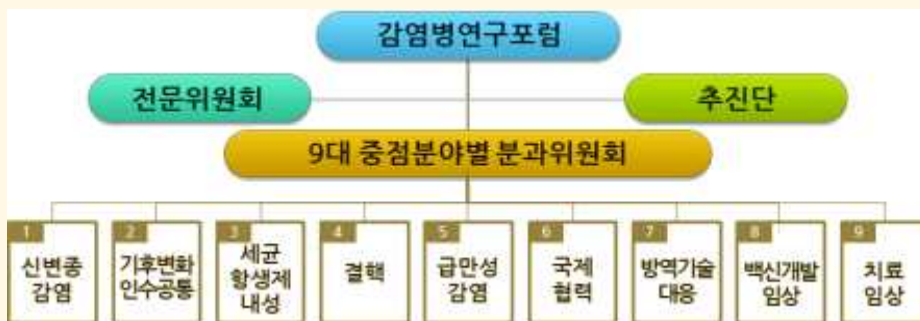 감염병연구포럼
전문위원회
추진단
9대 중점분야별 분과위원회
1
신변종
감염
2
기후변화
인수공통
3
세균
항생제
내성
4
결핵
5
급만성
감염
6
국제
협력
7
방역기술
대응
8
백신개발
임상
9
치료
임상